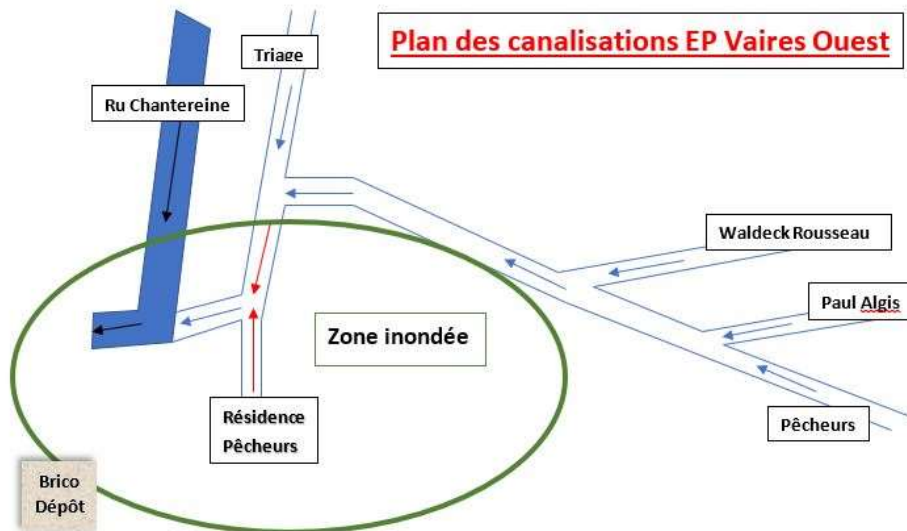 Plan des canalisations EP Vaires Ouest
Triage
Ru Chantereine
Waldeck Rousseau
Paul Algis
Zone inondée
Résidence
Pêcheurs
Pêcheurs
Brico
Dépôt